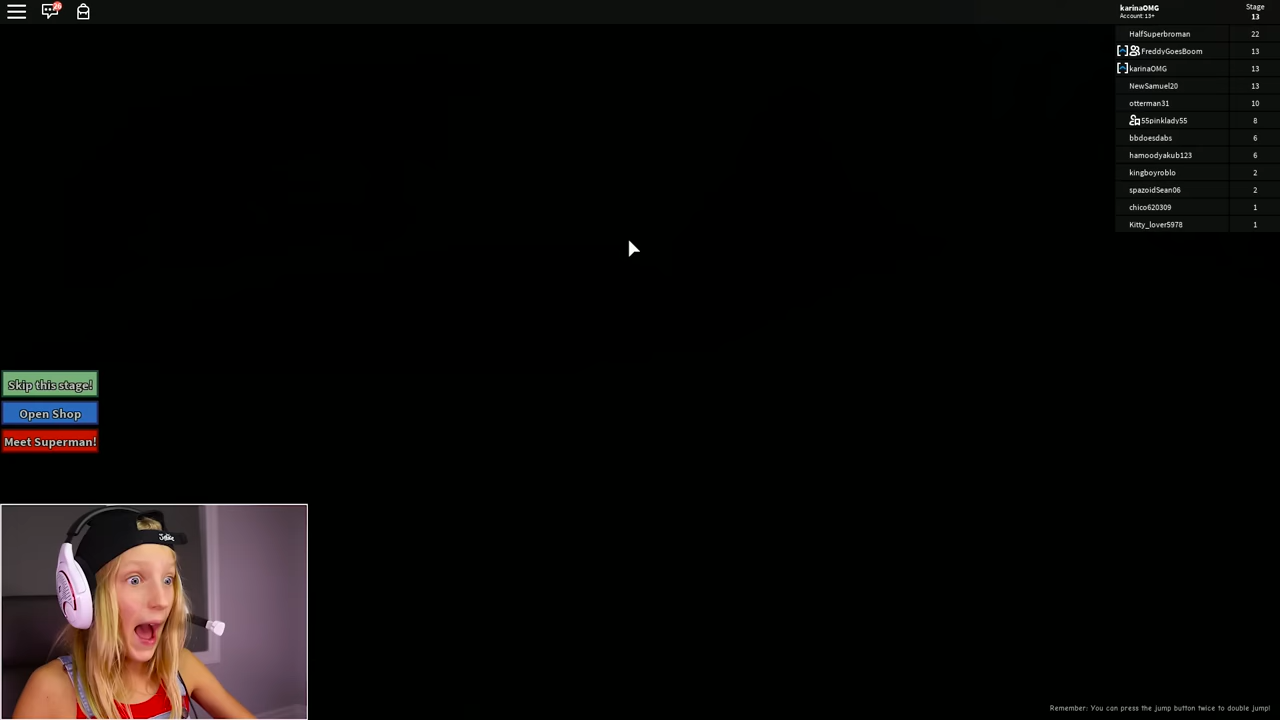 26
karinaOMG
Account: 13+
Stage
13
HalfSuperbroman 22
FreddyGoesBoom 13
karinaOMG 13
NewSamuel20 13
otterman31 10
55pinklady55 8
bbdoesdabs 6
hamoodyakub123 6
kingboyroblo 2
spazoidSean06 2
chico620309 1
Kitty_lover5978 1
Skip this stage!
Open Shop
Meet Superman!
Remember: You can press the jump button twice to double jump!